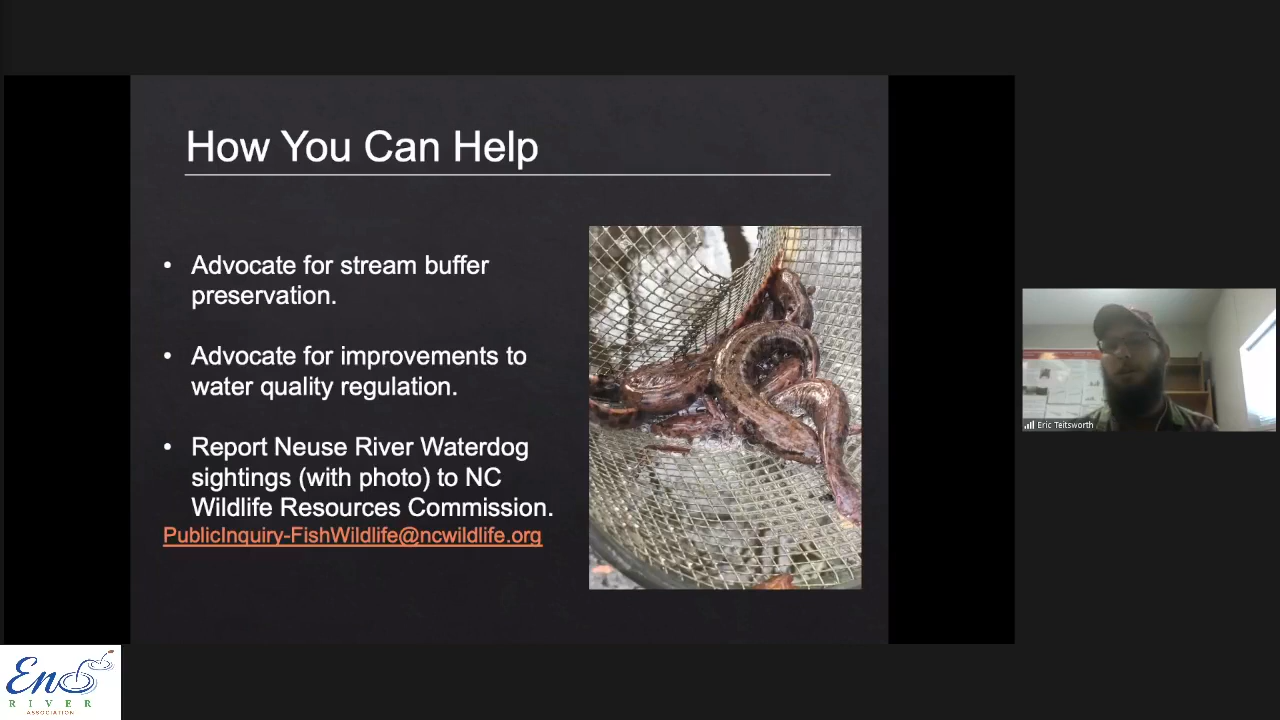 How You Can Help
• Advocate for stream buffer
preservation.
• Advocate for improvements to
water quality regulation.
• Report Neuse River Waterdog
sightings (with photo) to NC
Wildlife Resources Commission.
PublicInquiry-FishWildlife@ncwildlife.org
Eric Teitsworth
Eno
RIVER
ASSOCIATION